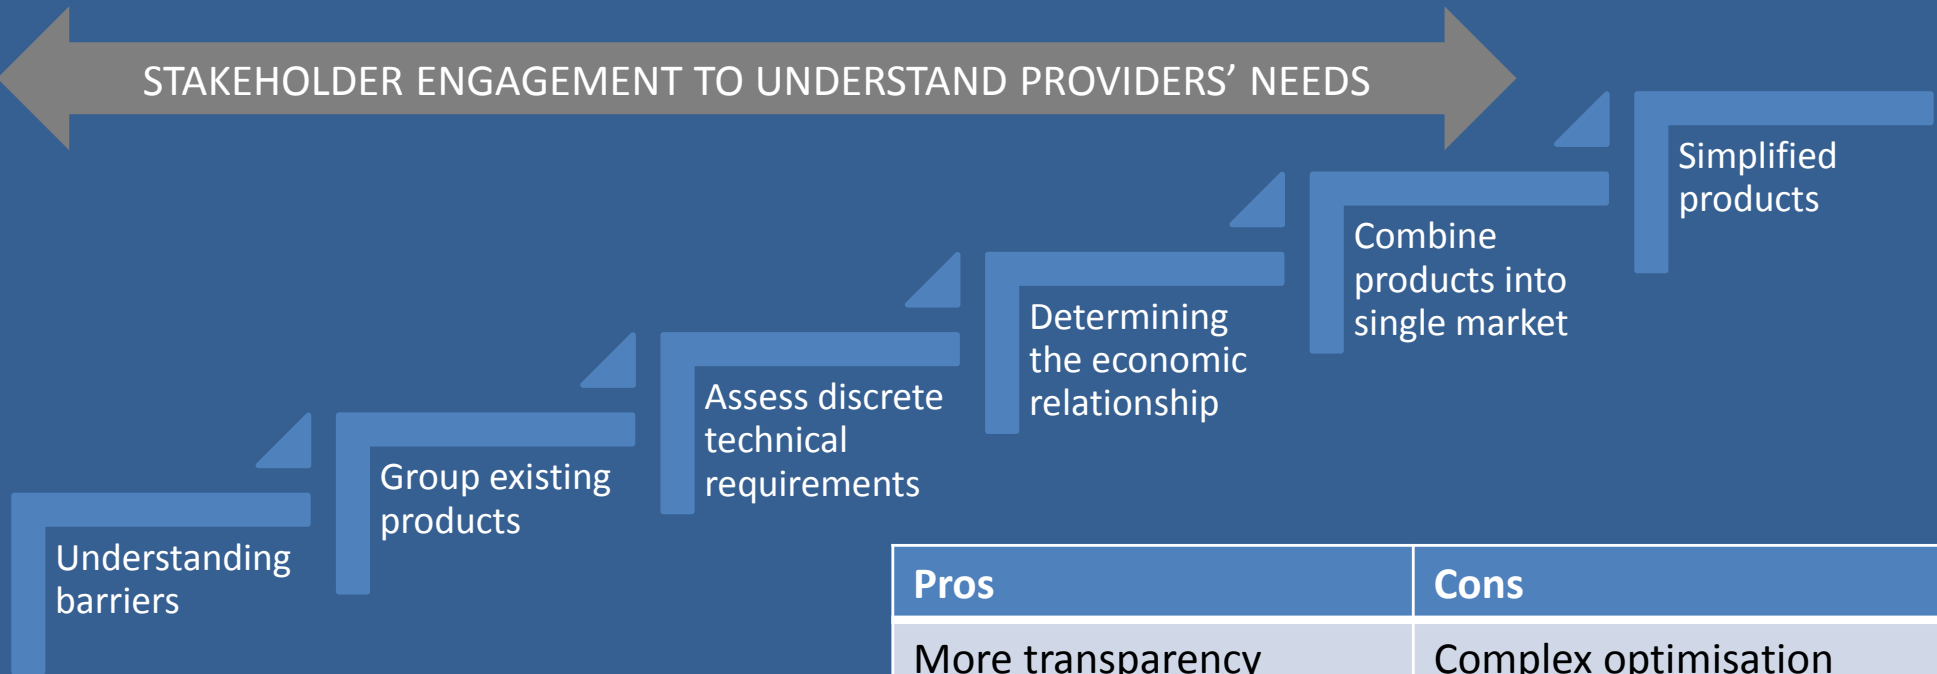 STAKEHOLDER ENGAGEMENT TO UNDERSTAND PROVIDERS’ NEEDS
Understanding
barriers
Group existing
products
Assess discrete
technical
requirements
Determining
the economic
relationship
Combine
products into
single market
Simplified
products
Pros
Cons
More transparency
Complex optimisation